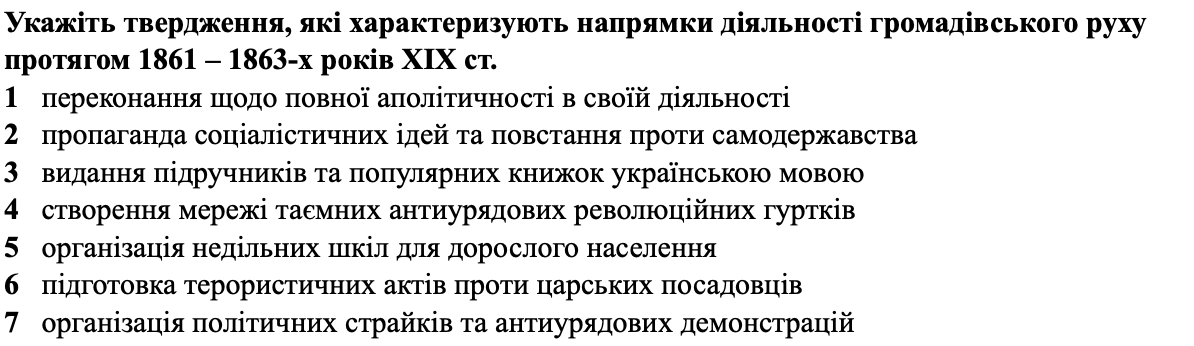 Укажіть твердження, які характеризують напрямки діяльності громадівського руху
протягом 1861 – 1863-х років XIX ст.
1 переконання щодо повної аполітичності в своїй діяльності
2 пропаганда соціалістичних ідей та повстання проти самодержавства
3 видання підручників та популярних книжок українською мовою
4 створення мережі таємних антиурядових революційних гуртків
5 організація недільних шкіл для дорослого населення
6 підготовка терористичних актів проти царських посадовців
7 організація політичних страйків та антиурядових демонстрацій